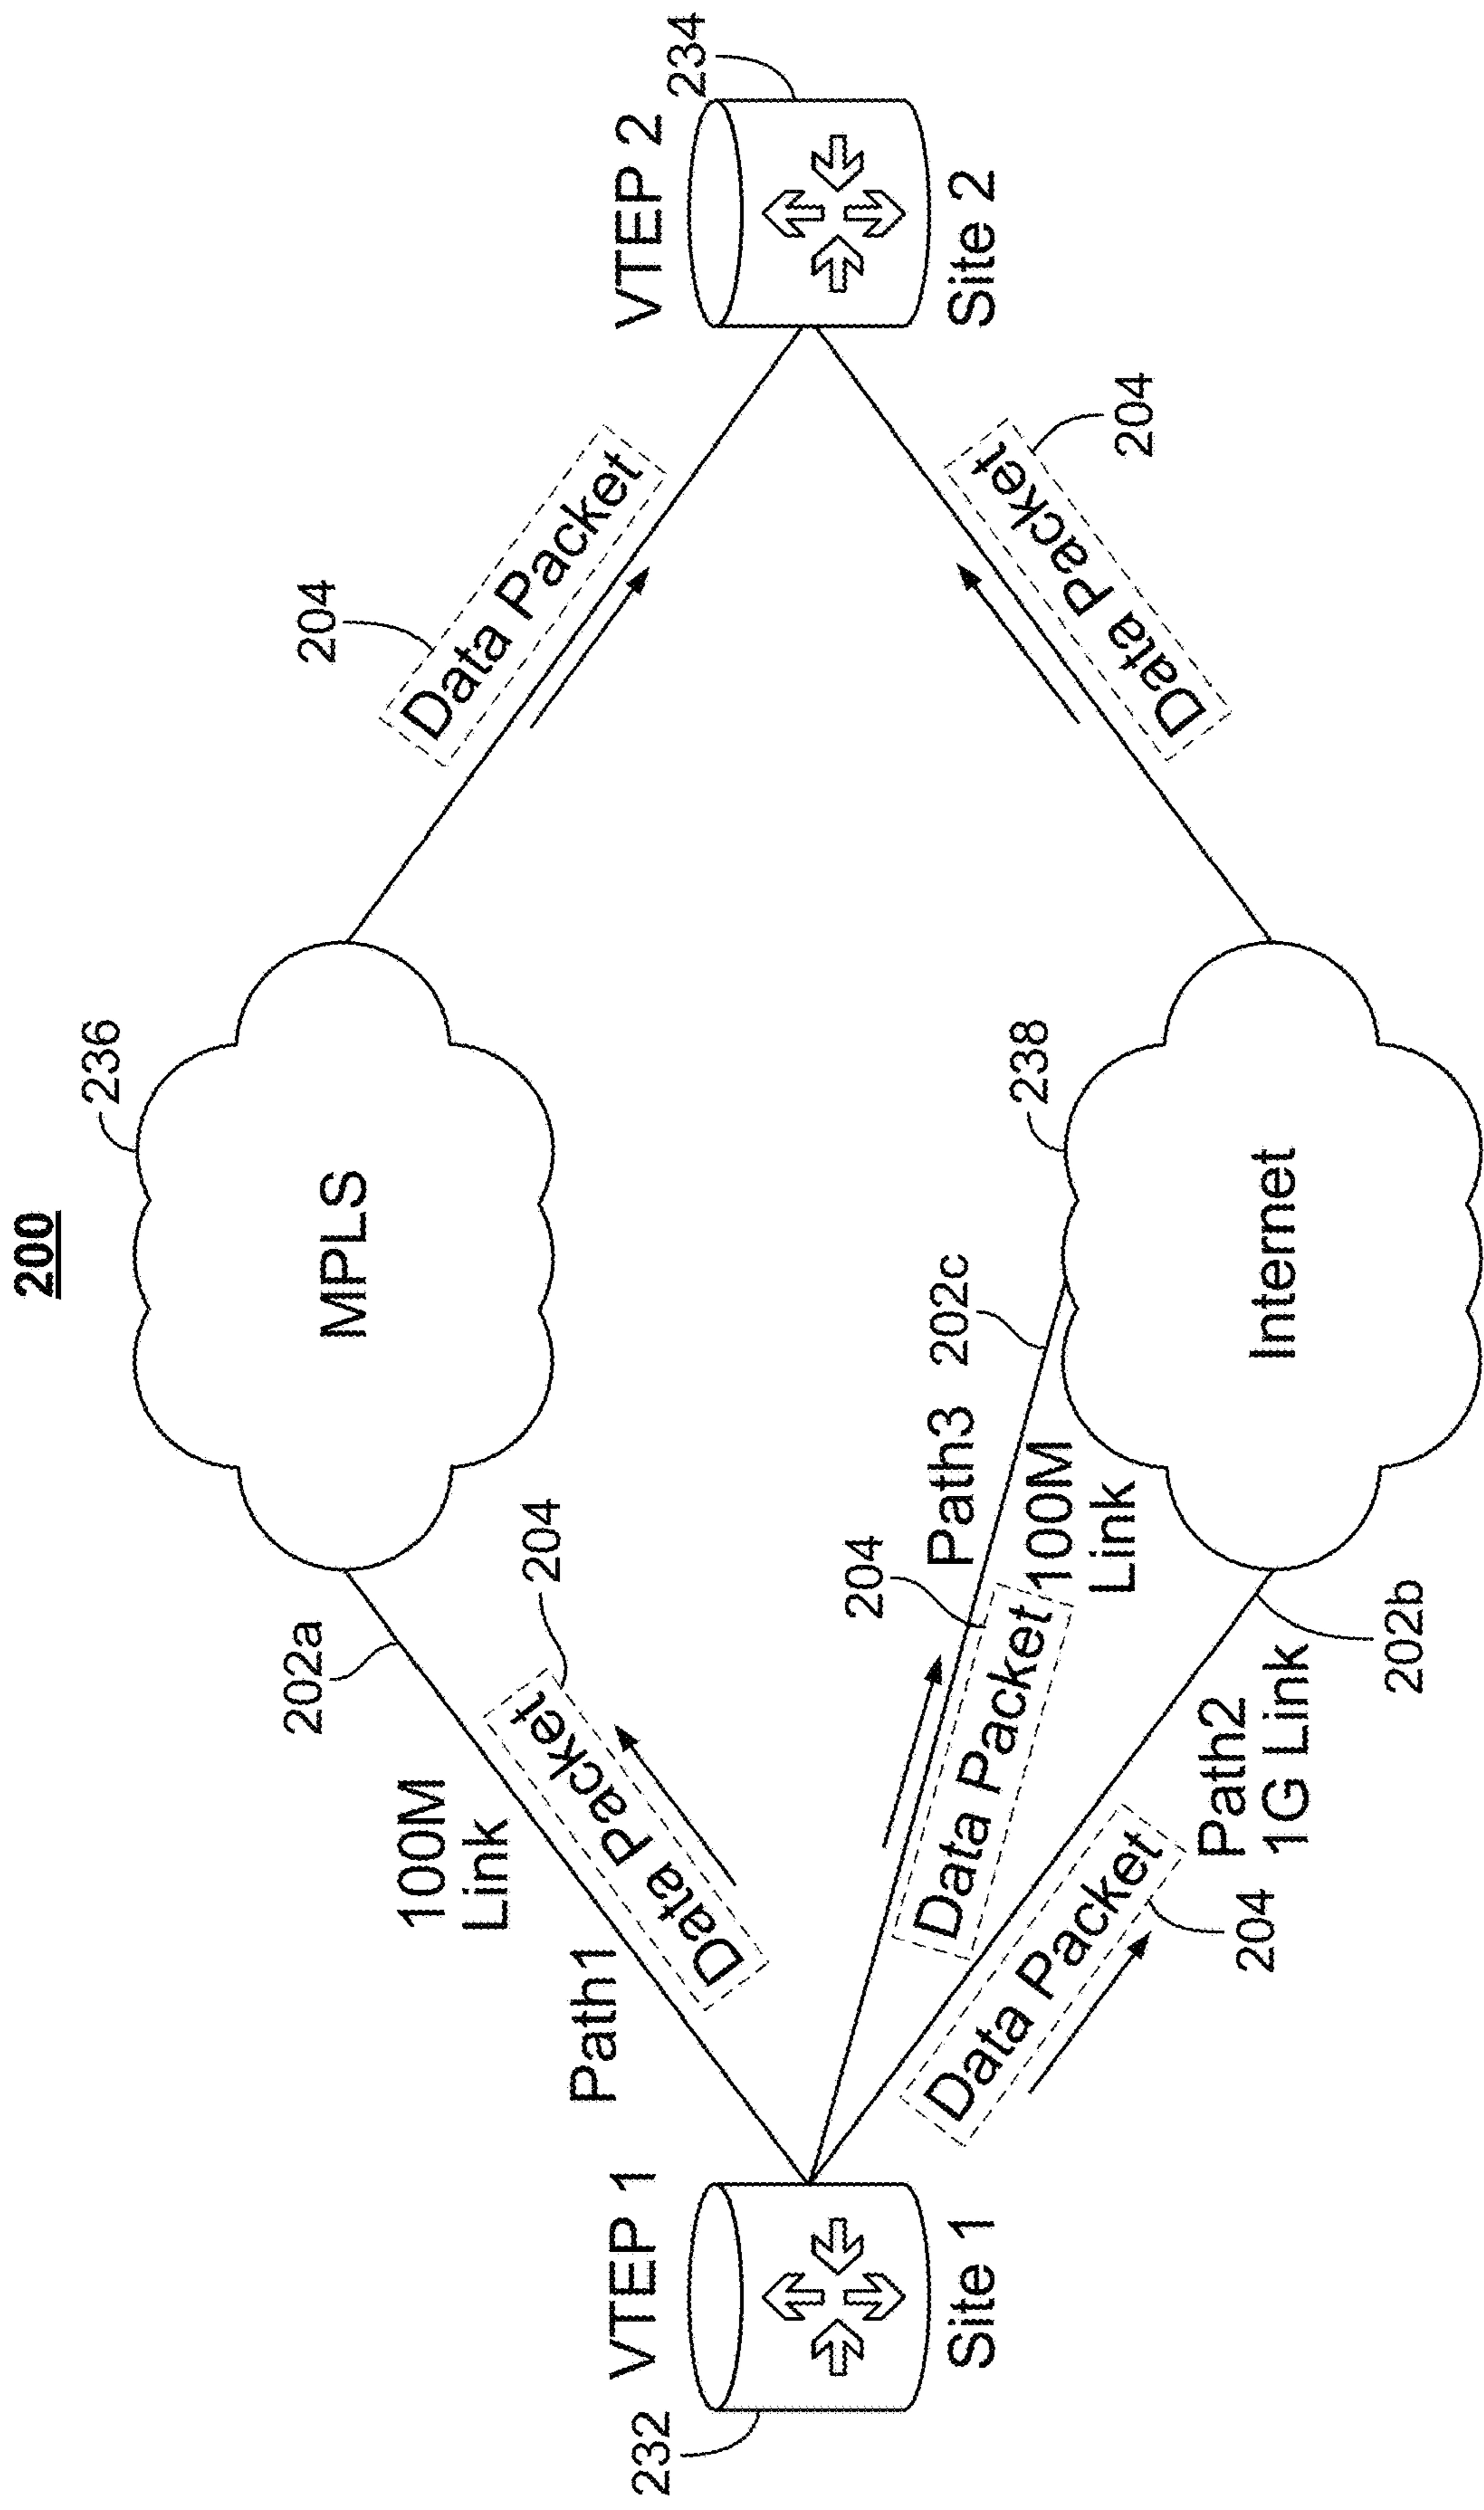 200
236
MPLS
202a
100M
Link
Path1
Data Packet
204
204
Data Packet
VTEP 1
232
Site 1
VTEP 2
234
Site 2
Path3
202c
100M
Link
204
Data Packet
238
Internet
Data Packet
204
Path2
1G Link
202b
Data Packet
204